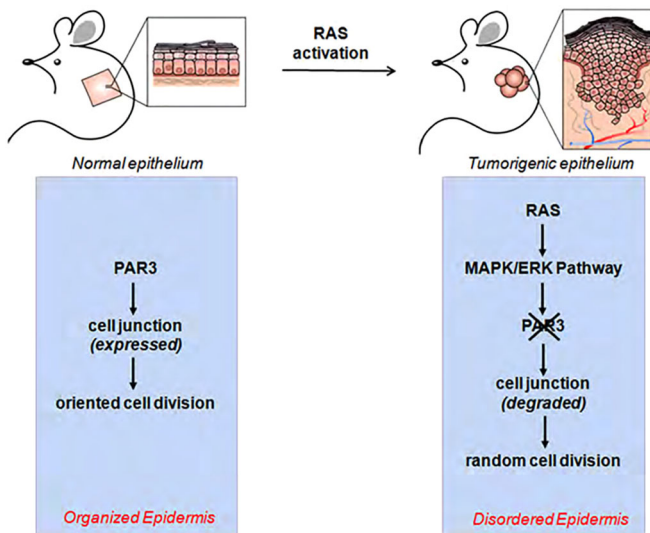 RAS
activation
Normal epithelium
Tumorigenic epithelium
PAR3
cell junction
(expressed)
oriented cell division
Organized Epidermis
RAS
MAPK/ERK Pathway
PAR3
cell junction
(degraded)
random cell division
Disordered Epidermis